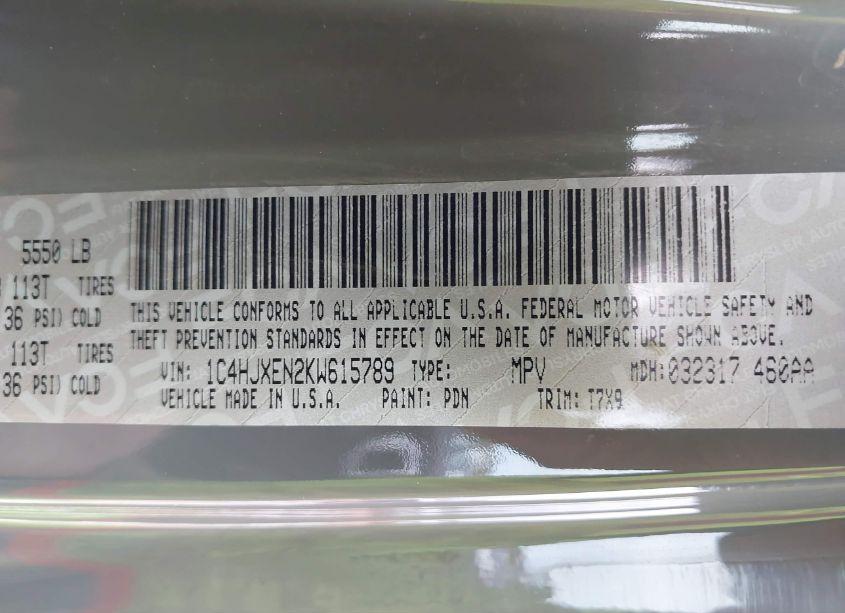 5550 LB
113T TIRES
36 PSI) COLD
113T TIRES
36 PSI) COLD
THIS VEHICLE CONFORMS TO ALL APPLICABLE U.S.A. FEDERAL MOTOR VEHICLE SAFETY AND
THEFT PREVENTION STANDARDS IN EFFECT ON THE DATE OF MANUFACTURE SHOWN ABOVE.
VIN: 1C4HJXEN2KW615789 TYPE: MPV MDH: 032317 460AA
VEHICLE MADE IN U.S.A. PAINT: PDN TRIM: T7X9